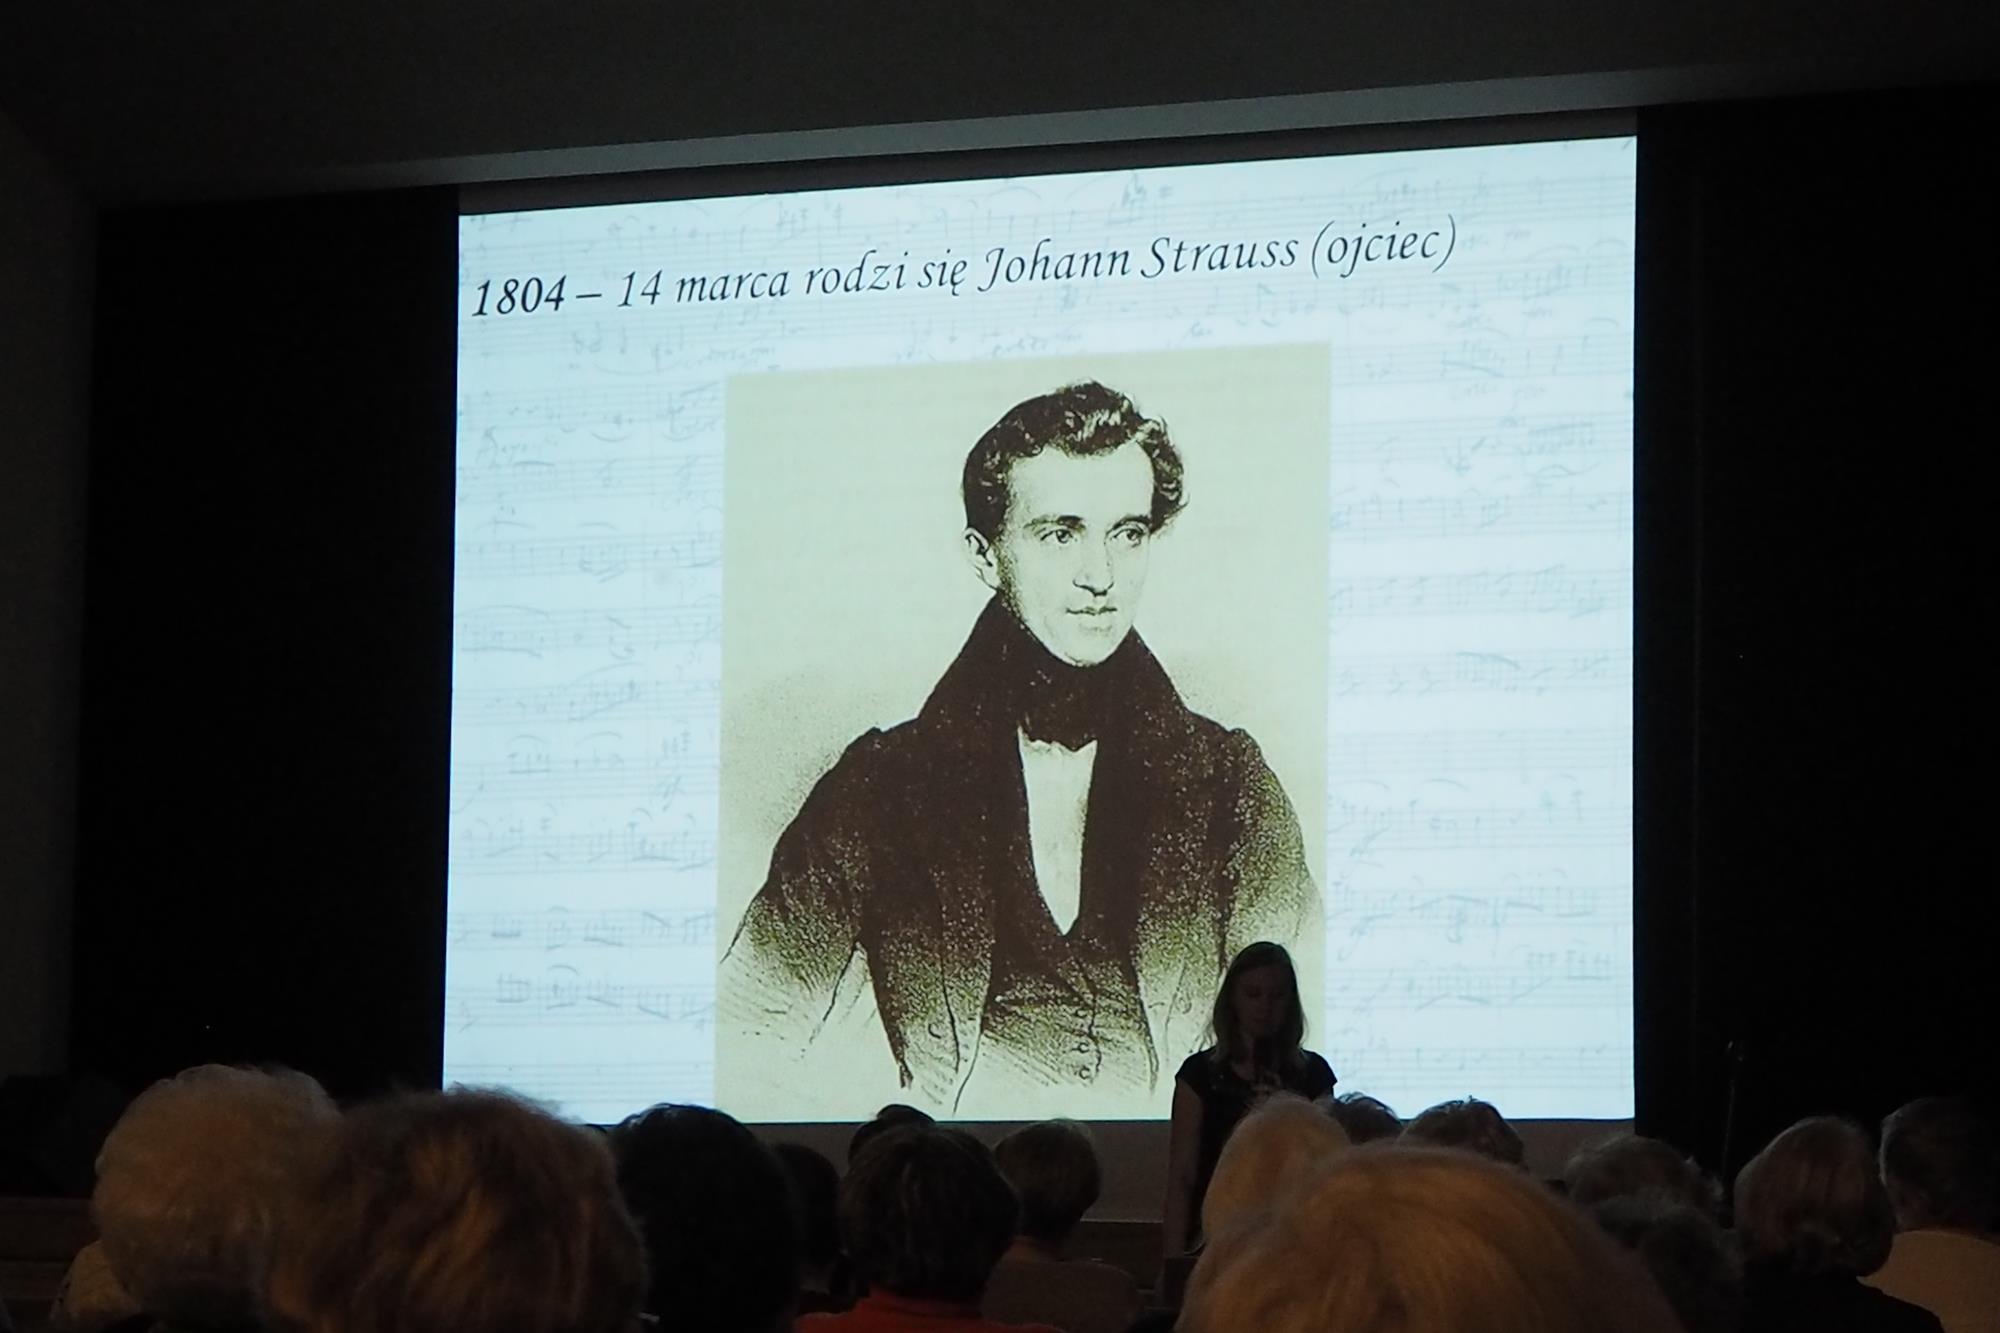 1804 – 14 marca rodzi się Johann Strauss (ojciec)